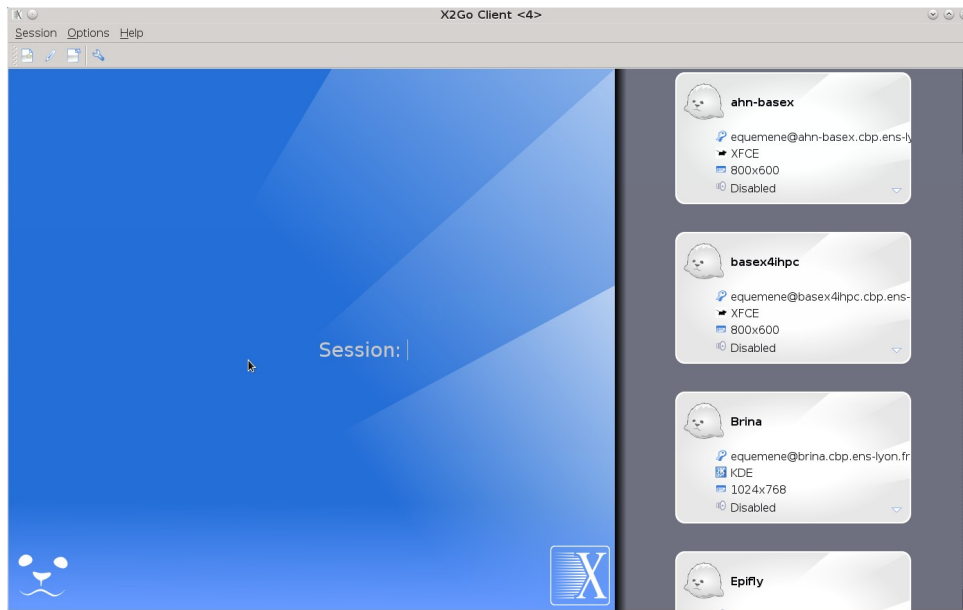 X2Go Client <4>
Session Options Help
Session:
ahn-basex
equemene@ahn-basex.cbp.ens-ly
XFCE
800x600
Disabled
basex4ihpc
equemene@basex4ihpc.cbp.ens-
XFCE
800x600
Disabled
Brina
equemene@brina.cbp.ens-lyon.fr
KDE
1024x768
Disabled
Epifly
X